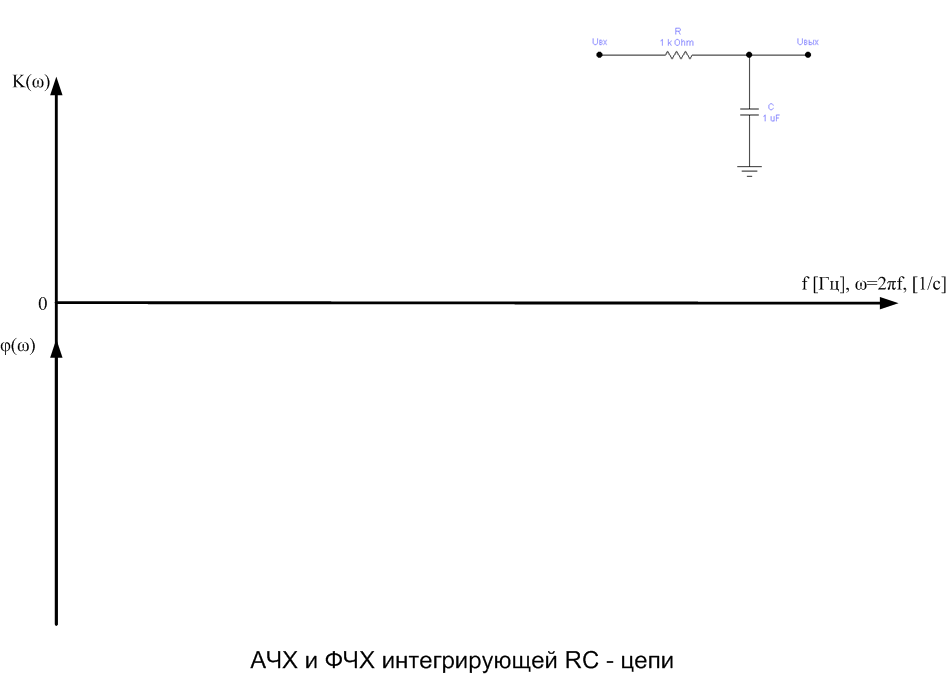 R
Uвх
1 k Ohm
Uвых
K(ω)
C
1 uF
f [Гц], ω=2πf, [1/c]
0
φ(ω)
АЧХ и ФЧХ интегрирующей RC - цепи